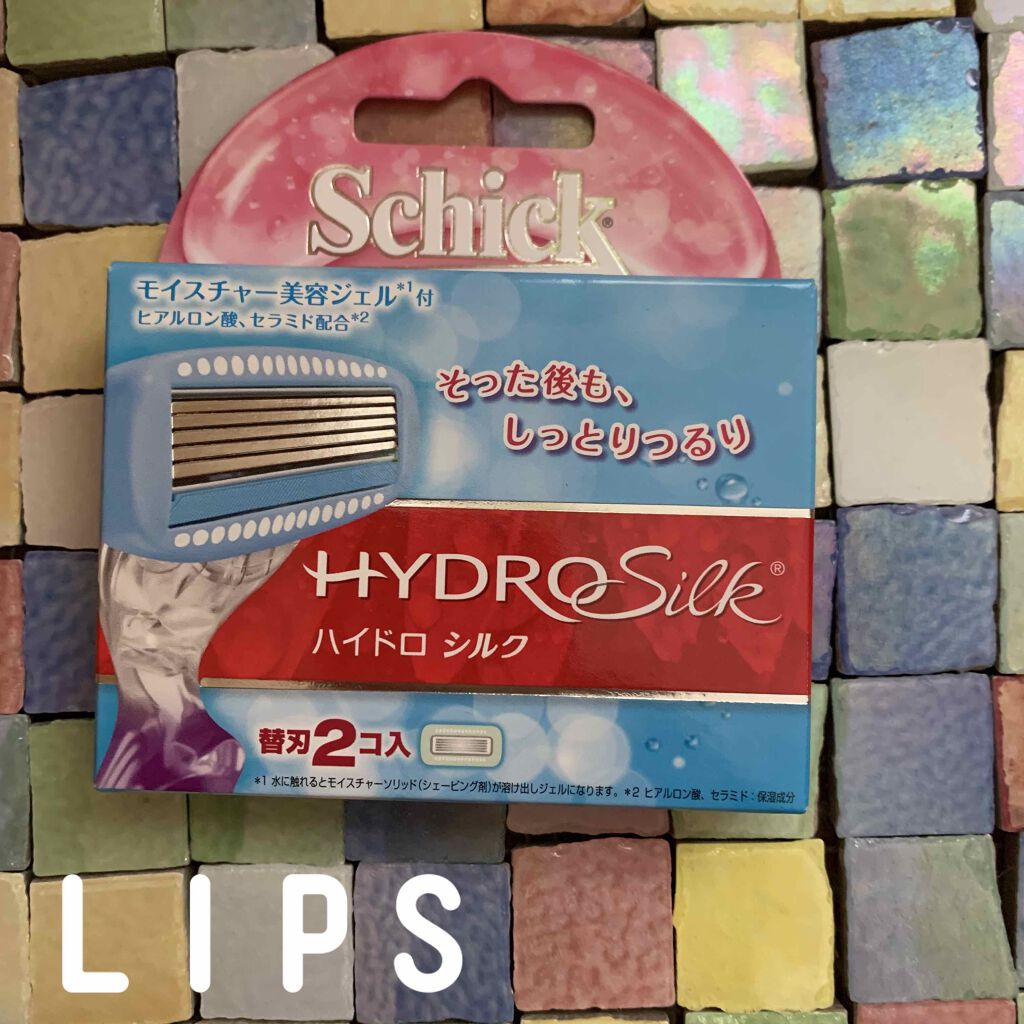 Schick®
モイスチャー美容ジェル*1付
ヒアルロン酸、セラミド配合*2
そった後も、
しっとりつるり
HYDROSilk®
ハイドロ シルク
替刃2コ入
*1 水に触れるとモイスチャーソリッド(シェービング剤)が溶け出しジェルになります。*2 ヒアルロン酸、セラミド:保湿成分
LIPS